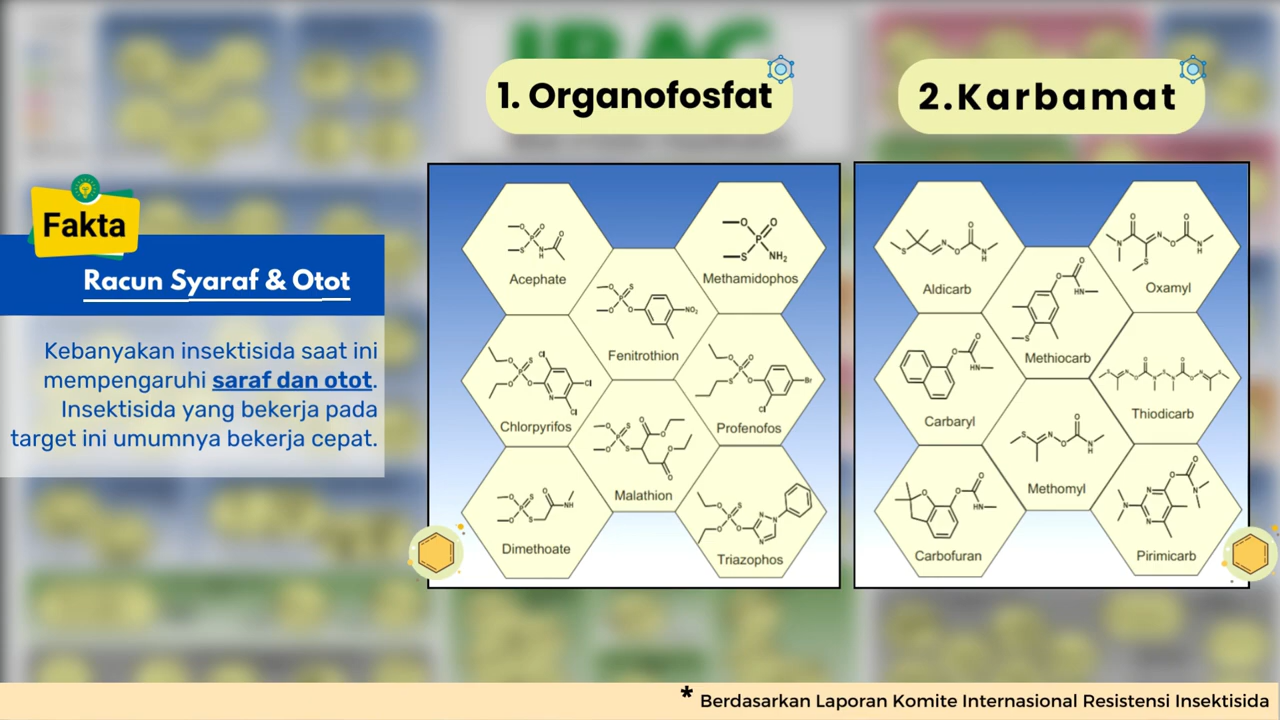 IRAC
1. Organofosfat
2.Karbamat
Fakta
Racun Syaraf & Otot
Kebanyakan insektisida saat ini
mempengaruhi saraf dan otot.
Insektisida yang bekerja pada
target ini umumnya bekerja cepat.
Acephate
Methamidophos
Fenitrothion
Chlorpyrifos
Profenofos
Malathion
Dimethoate
Triazophos
Aldicarb
Oxamyl
Methiocarb
Carbaryl
Thiodicarb
Methomyl
Carbofuran
Pirimicarb
* Berdasarkan Laporan Komite Internasional Resistensi Insektisida